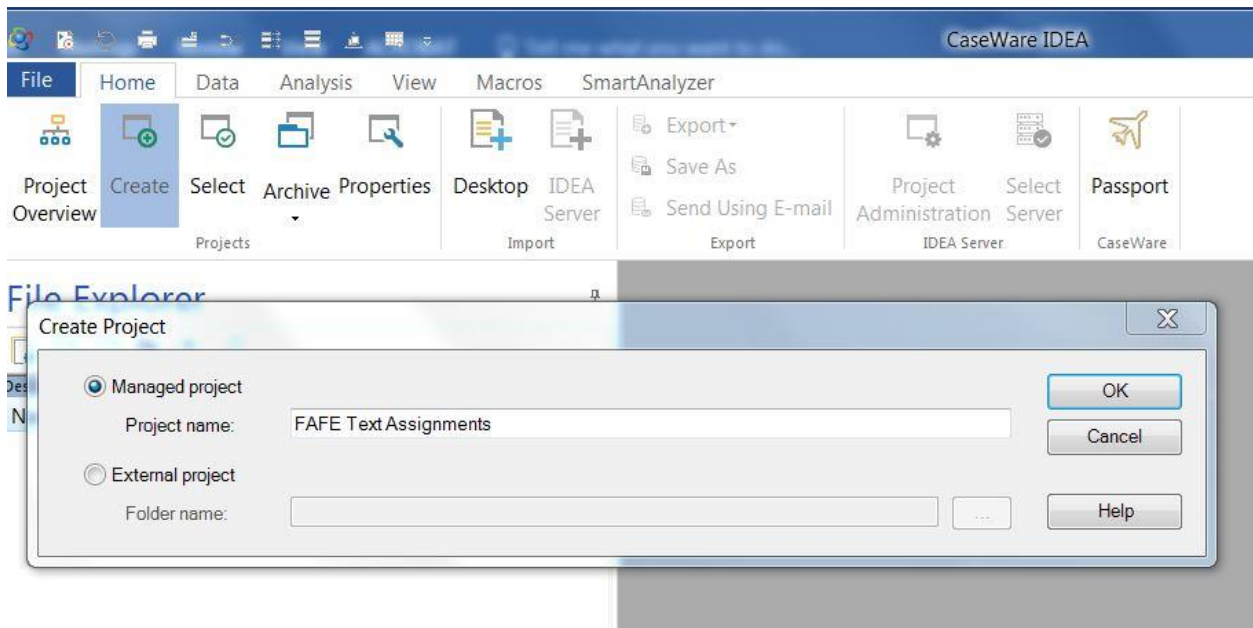 CaseWare IDEA
File Home Data Analysis View Macros SmartAnalyzer
Project Overview
Create
Select
Archive
Properties
Projects
Desktop
IDEA Server
Import
Export
Save As
Send Using E-mail
Export
Project Administration
Select Server
IDEA Server
Passport
CaseWare
File Explorer
Create Project
Managed project
OK
Project name: FAFE Text Assignments
Cancel
External project
Folder name:
...
Help